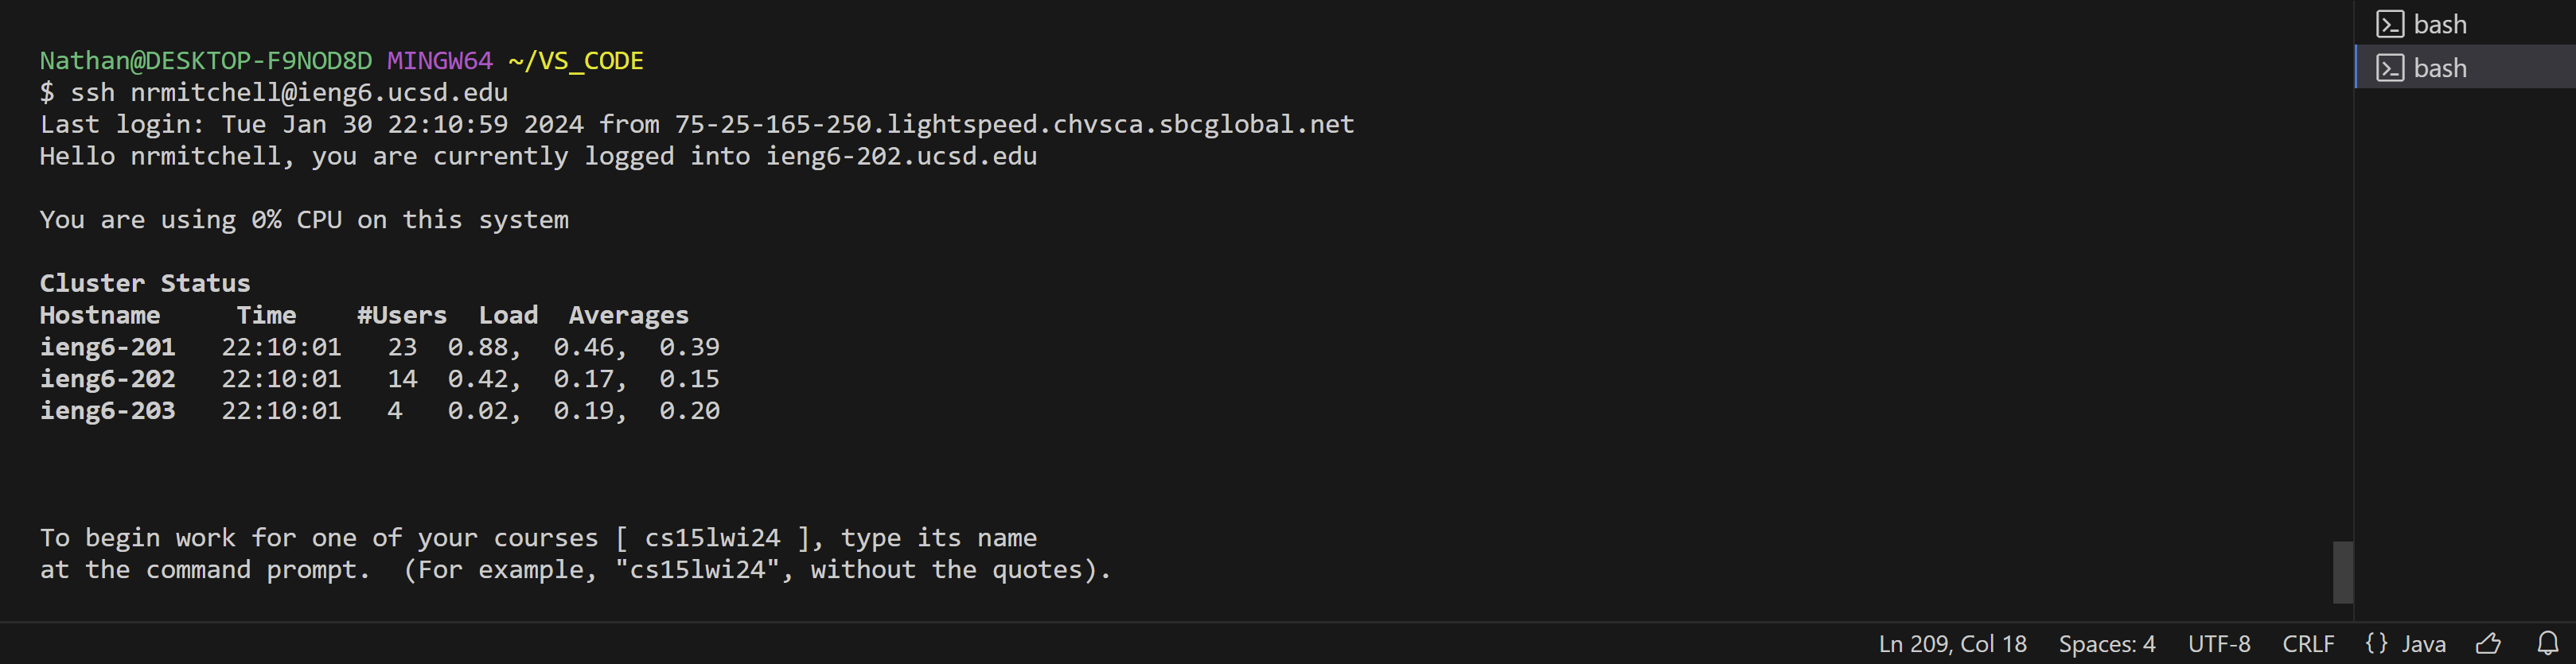 Nathan@DESKTOP-F9NOD8D MINGW64 ~/VS_CODE
$ ssh nrmitchell@ieng6.ucsd.edu
Last login: Tue Jan 30 22:10:59 2024 from 75-25-165-250.lightspeed.chvsca.sbcglobal.net
Hello nrmitchell, you are currently logged into ieng6-202.ucsd.edu
You are using 0% CPU on this system
Cluster Status
Hostname     Time    #Users  Load  Averages
ieng6-201   22:10:01   23  0.88,  0.46,  0.39
ieng6-202   22:10:01   14  0.42,  0.17,  0.15
ieng6-203   22:10:01   4   0.02,  0.19,  0.20
To begin work for one of your courses [ cs15lwi24 ], type its name
at the command prompt.  (For example, "cs15lwi24", without the quotes).
bash
bash
Ln 209, Col 18  Spaces: 4  UTF-8  CRLF  {} Java